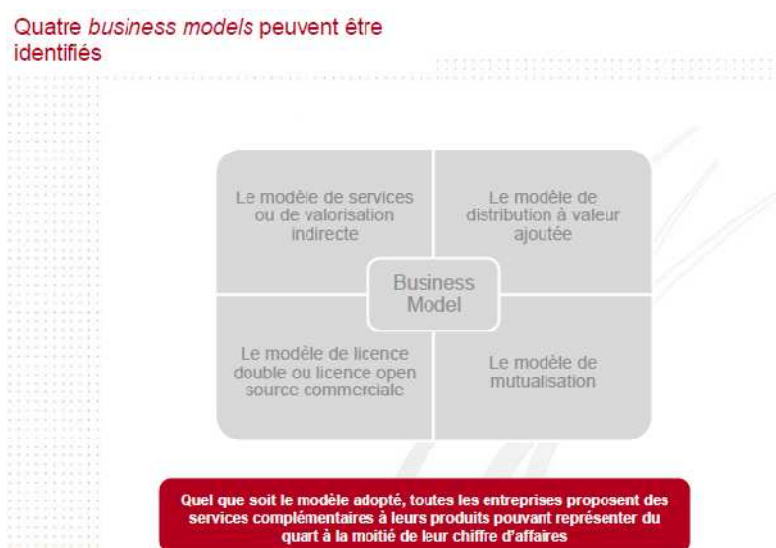 Quatre business models peuvent être
identifiés
Le modèle de services
ou de valorisation
indirecte
Le modèle de
distribution à valeur
ajoutée
Business
Model
Le modèle de licence
double ou licence open
source commerciale
Le modèle de
mutualisation
Quel que soit le modèle adopté, toutes les entreprises proposent des
services complémentaires à leurs produits pouvant représenter du
quart à la moitié de leur chiffre d'affaires